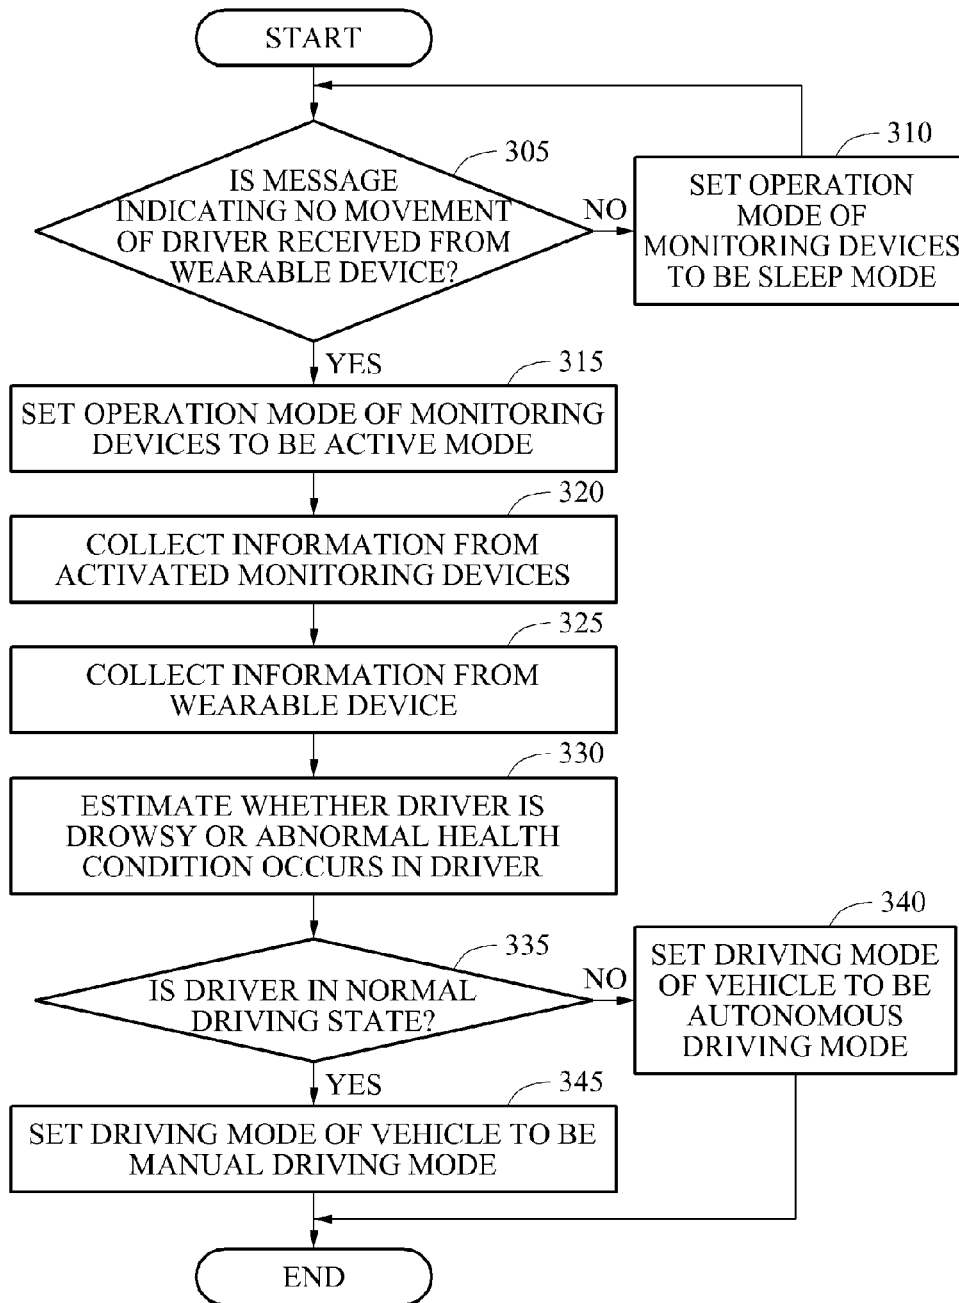 START
305
IS MESSAGE
INDICATING NO MOVEMENT
OF DRIVER RECEIVED FROM
WEARABLE DEVICE?
NO
310
SET OPERATION
MODE OF
MONITORING DEVICES
TO BE SLEEP MODE
YES
315
SET OPERATION MODE OF MONITORING
DEVICES TO BE ACTIVE MODE
320
COLLECT INFORMATION FROM
ACTIVATED MONITORING DEVICES
325
COLLECT INFORMATION FROM
WEARABLE DEVICE
330
ESTIMATE WHETHER DRIVER IS
DROWSY OR ABNORMAL HEALTH
CONDITION OCCURS IN DRIVER
335
IS DRIVER IN NORMAL
DRIVING STATE?
NO
340
SET DRIVING MODE
OF VEHICLE TO BE
AUTONOMOUS
DRIVING MODE
YES
345
SET DRIVING MODE OF VEHICLE TO BE
MANUAL DRIVING MODE
END